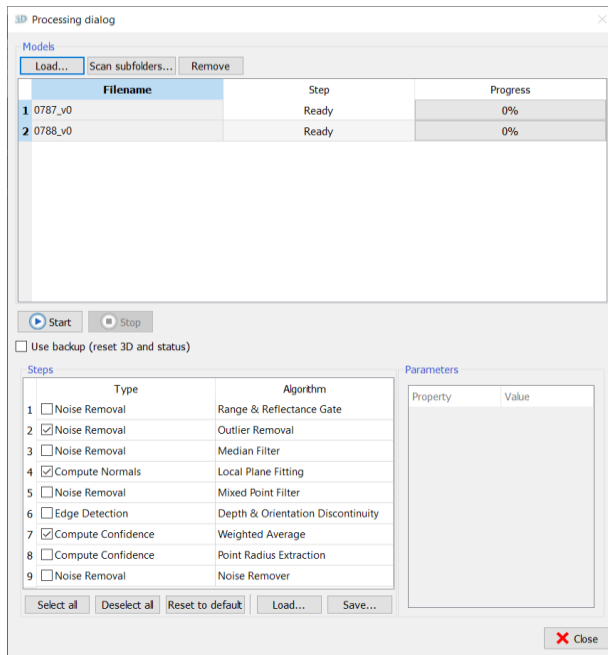 3D Processing dialog
Models
Load... Scan subfolders... Remove
Filename Step Progress
1 0787_v0 Ready 0%
2 0788_v0 Ready 0%
Start Stop
Use backup (reset 3D and status)
Steps
Type Algorithm
1 Noise Removal Range & Reflectance Gate
2 Noise Removal Outlier Removal
3 Noise Removal Median Filter
4 Compute Normals Local Plane Fitting
5 Noise Removal Mixed Point Filter
6 Edge Detection Depth & Orientation Discontinuity
7 Compute Confidence Weighted Average
8 Compute Confidence Point Radius Extraction
9 Noise Removal Noise Remover
Select all Deselect all Reset to default Load... Save...
Parameters
Property Value
Close